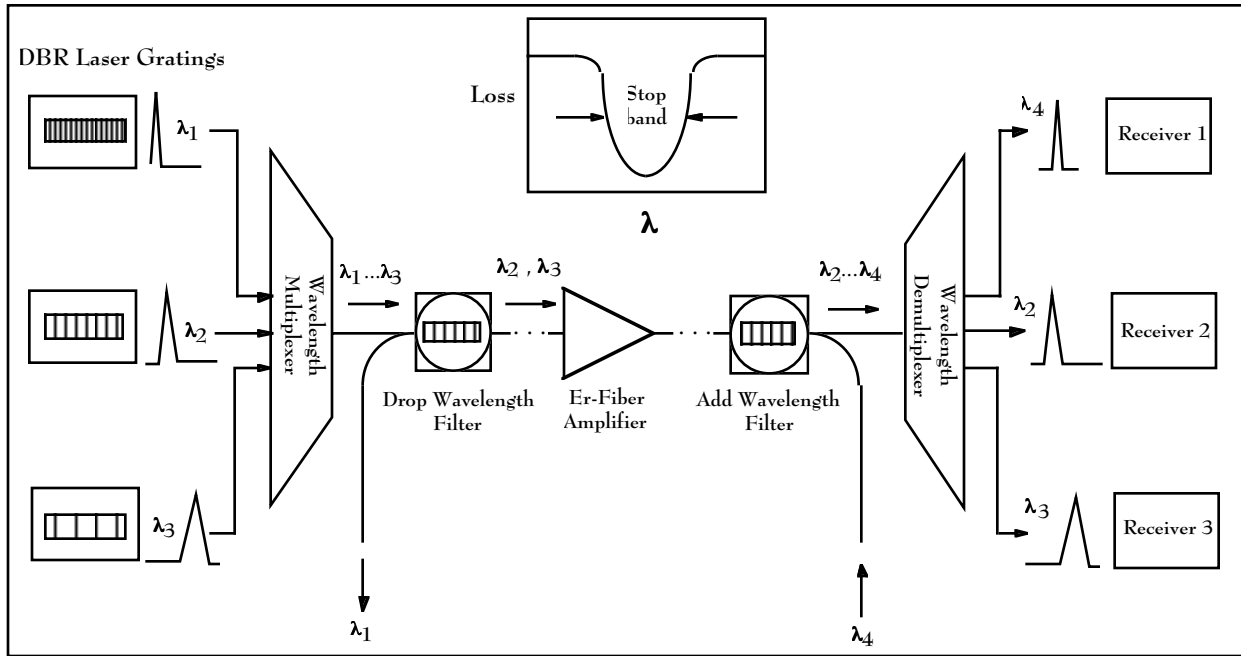 DBR Laser Gratings
λ1
λ2
λ3
Wavelength
Multiplexer
λ1...λ3
Loss
Stop
band
λ
λ2 , λ3
Drop Wavelength
Filter
λ1
Er-Fiber
Amplifier
λ2...λ4
Add Wavelength
Filter
λ4
Wavelength
Demultiplexer
λ4
Receiver 1
λ2
Receiver 2
λ3
Receiver 3